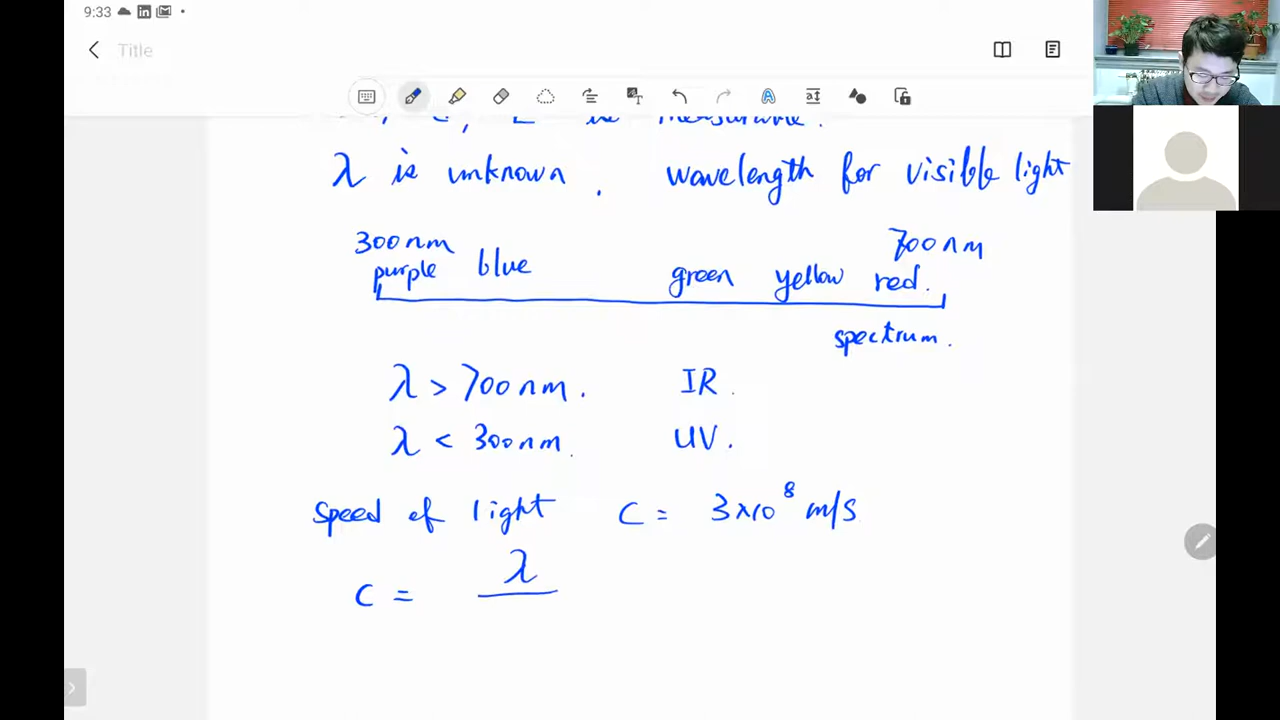 9:33
Title
λ is unknown. wavelength for visible light
300nm 700nm
purple blue green yellow red.
spectrum.
λ > 700nm. IR.
λ < 300nm. UV.
Speed of light C = 3×10⁸ m/s
C = λ